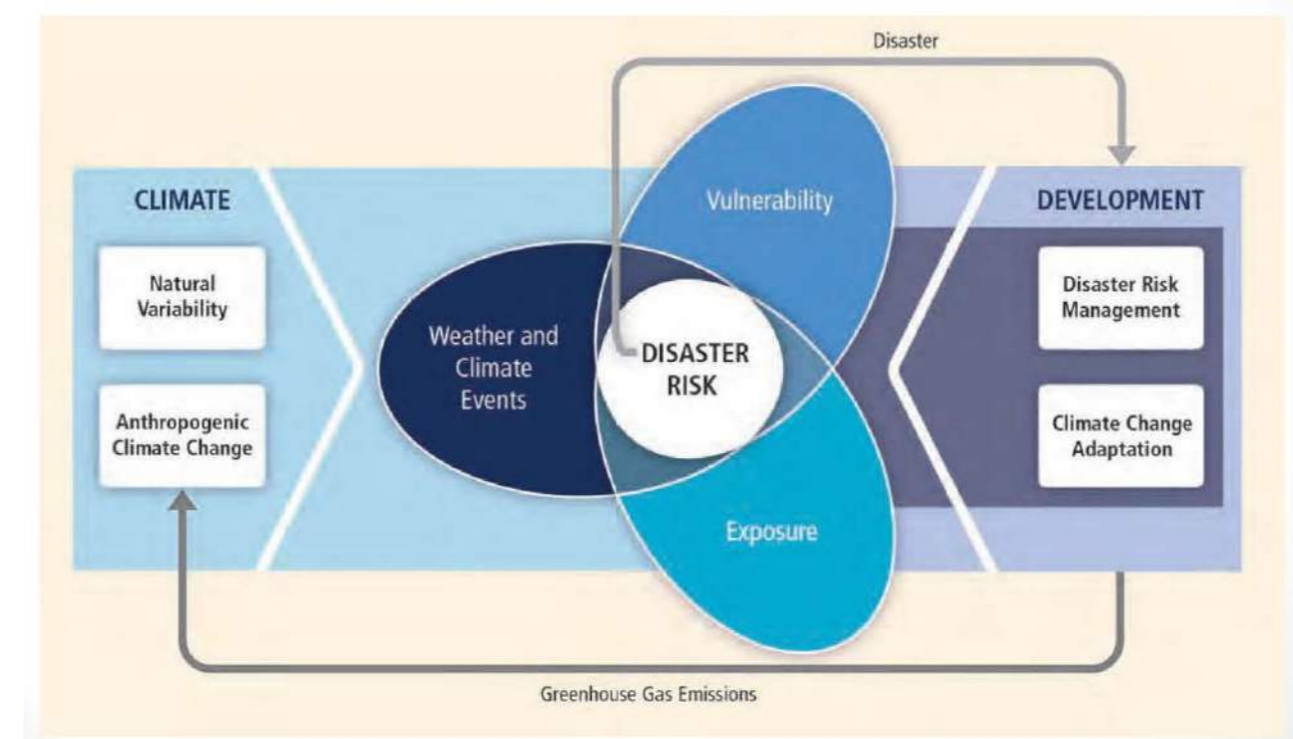 Disaster
CLIMATE
Natural
Variability
Anthropogenic
Climate Change
Vulnerability
Weather and
Climate
Events
DISASTER
RISK
Exposure
DEVELOPMENT
Disaster Risk
Management
Climate Change
Adaptation
Greenhouse Gas Emissions